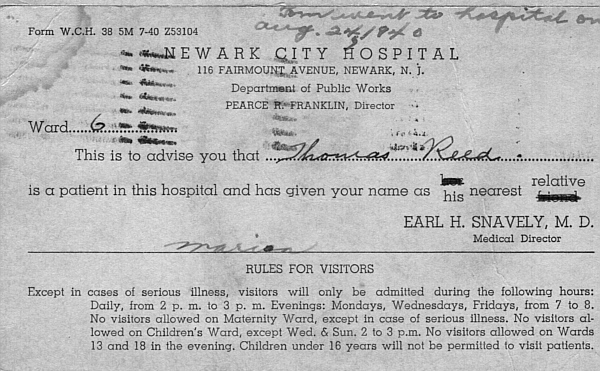 Tom went to hospital on
Aug. 24/1940
Form W.C.H. 38 5M 7-40 Z53104
NEWARK CITY HOSPITAL
116 FAIRMOUNT AVENUE, NEWARK, N. J.
Department of Public Works
PEARCE R. FRANKLIN, Director
Ward 6
This is to advise you that Thomas Reed.
is a patient in this hospital and has given your name as her his nearest relative friend
EARL H. SNAVELY, M. D.
Medical Director
Marion
RULES FOR VISITORS
Except in cases of serious illness, visitors will only be admitted during the following hours:
Daily, from 2 p. m. to 3 p. m. Evenings: Mondays, Wednesdays, Fridays, from 7 to 8.
No visitors allowed on Maternity Ward, except in case of serious illness. No visitors al-
lowed on Children's Ward, except Wed. & Sun. 2 to 3 p.m. No visitors allowed on Wards
13 and 18 in the evening. Children under 16 years will not be permitted to visit patients.